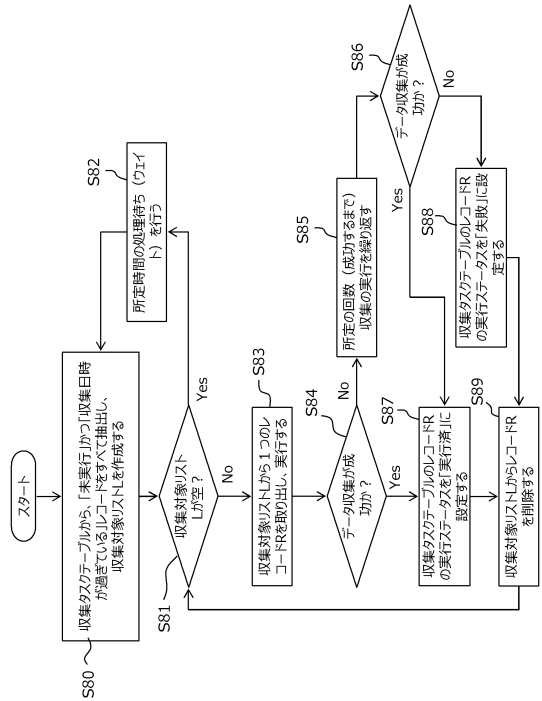 スタート
S80
収集タスクテーブルから、「未実行」かつ「収集日時
が過ぎている」レコードをすべて抽出し、
収集対象リストLを作成する
S82
所定時間の処理待ち（ウェイ
ト）を行う
S81
収集対象リスト
Lが空？
Yes
No
S83
収集対象リストLから１つのレ
コードRを取り出し、実行する
S84
データ収集が成
功か？
No
Yes
S85
所定の回数（成功するまで）
収集の実行を繰り返す
S86
データ収集が成
功か？
Yes
No
S87
収集タスクテーブルのレコードR
の実行ステータスを「実行済」に
設定する
S88
収集タスクテーブルのレコードR
の実行ステータスを「失敗」に設
定する
S89
収集対象リストLからレコードR
を削除する